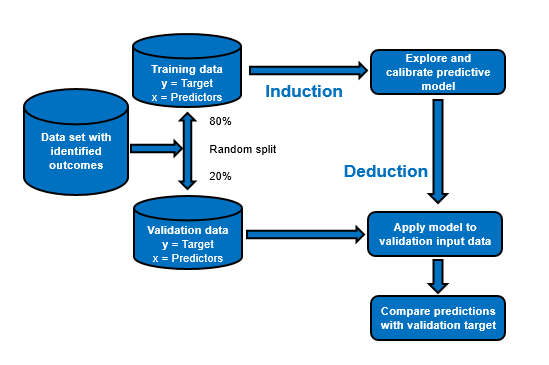 Training data
y = Target
x = Predictors
Explore and
calibrate predictive
model
Induction
Data set with
identified
outcomes
80%
Random split
20%
Deduction
Validation data
y = Target
x = Predictors
Apply model to
validation input data
Compare predictions
with validation target